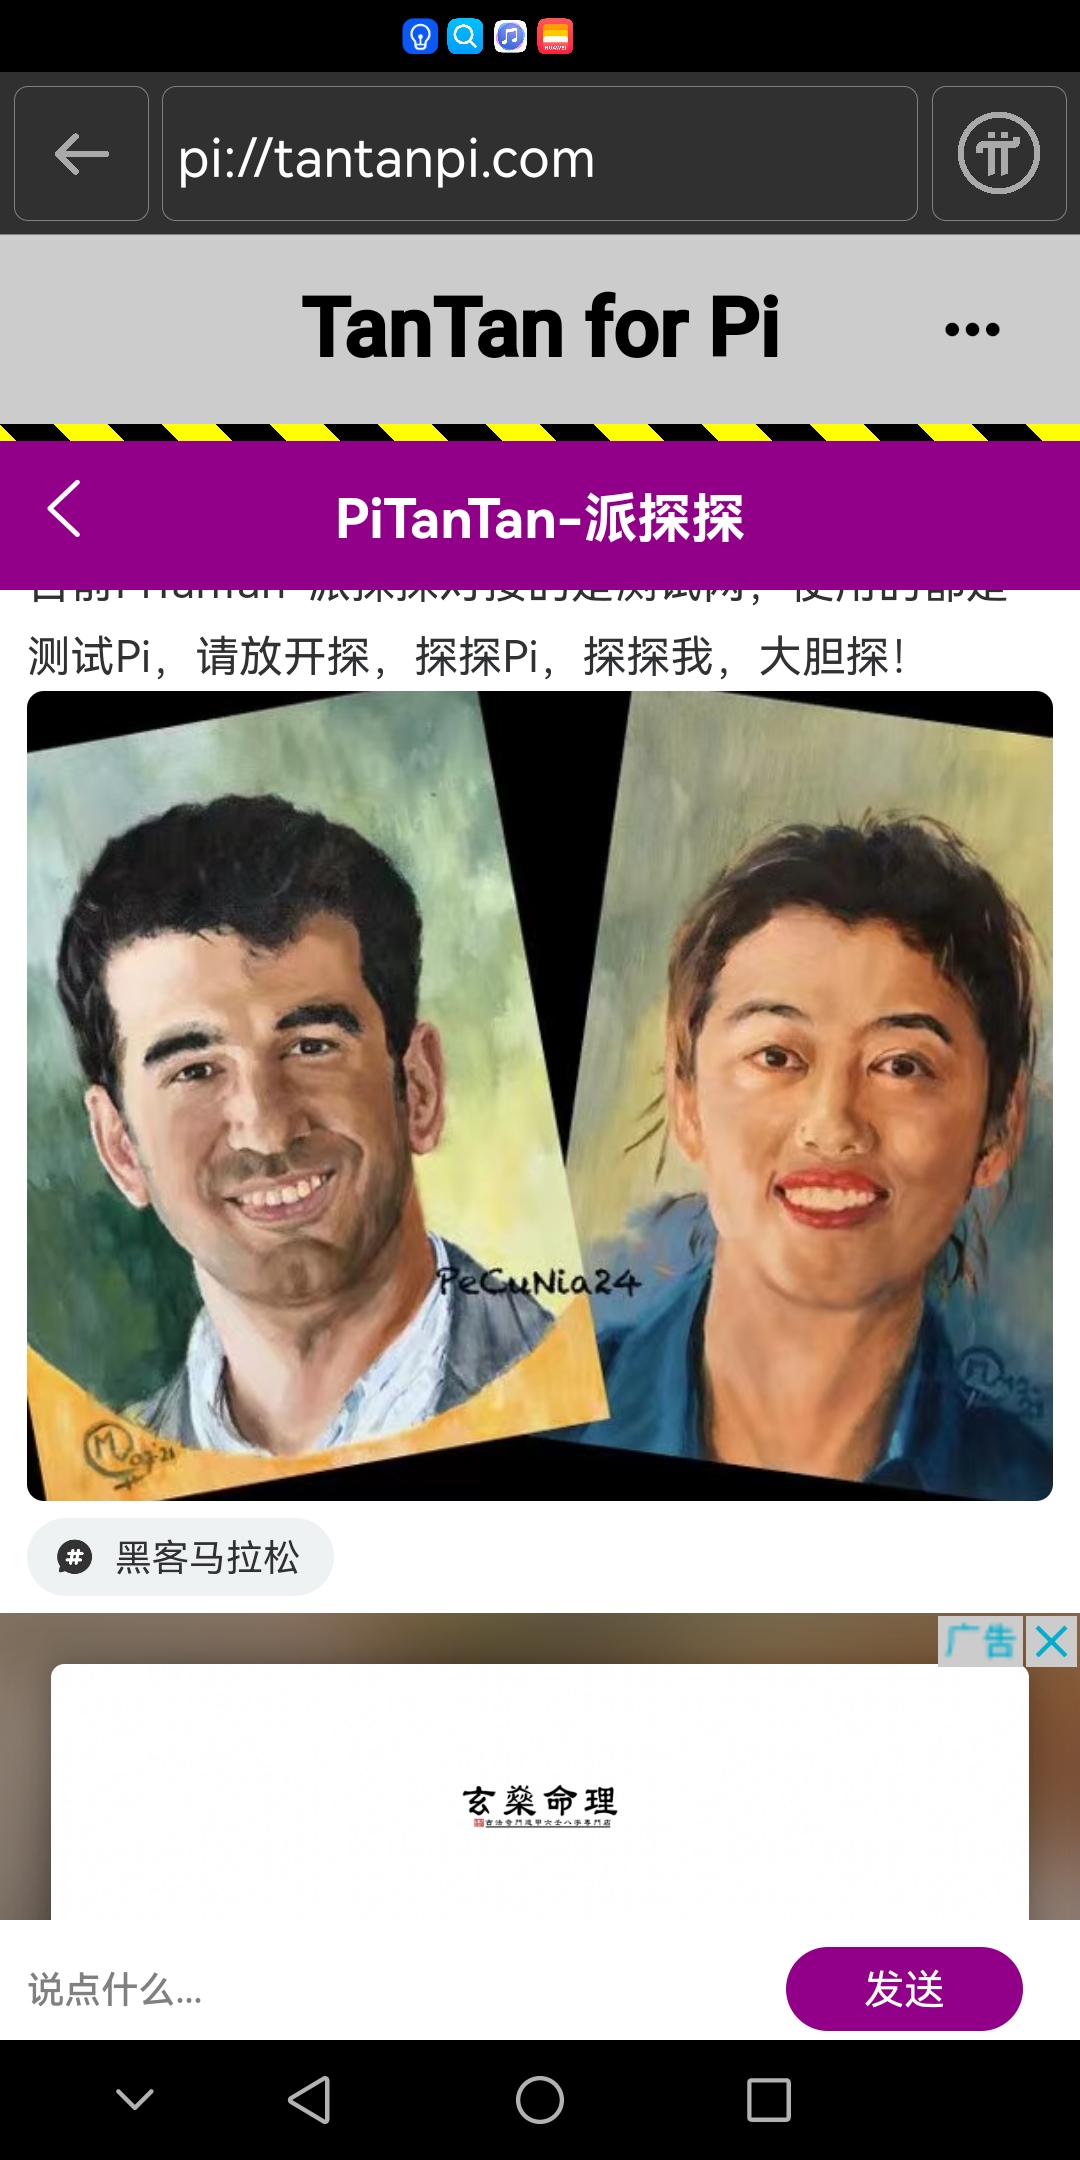 pi://tantanpi.com
TanTan for Pi
PiTanTan-派探探
测试Pi，请放开探，探探Pi，探探我，大胆探！
PeCuNia24
# 黑客马拉松
广告
玄燊命理
说点什么...
发送